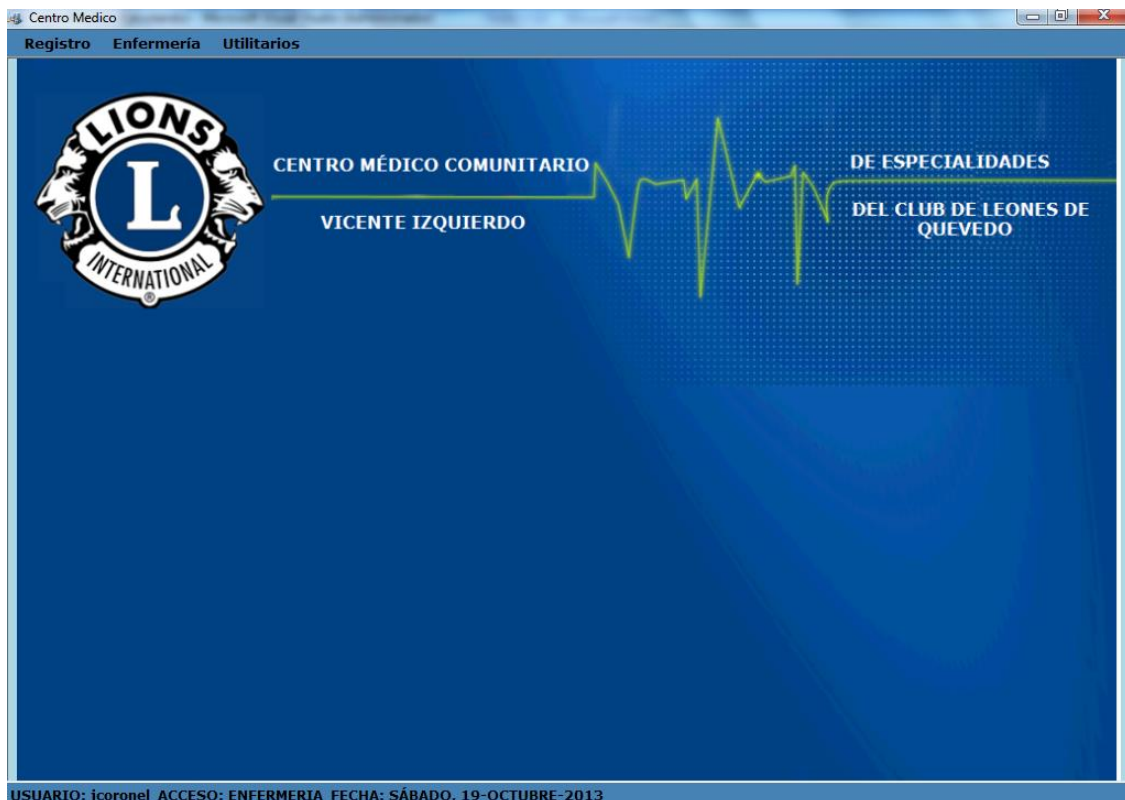 Centro Medico
Registro Enfermería Utilitarios
LIONS
L
INTERNATIONAL
®
CENTRO MÉDICO COMUNITARIO
VICENTE IZQUIERDO
DE ESPECIALIDADES
DEL CLUB DE LEONES DE
QUEVEDO
USUARIO: jcoronel ACCESO: ENFERMERIA FECHA: SÁBADO, 19-OCTUBRE-2013